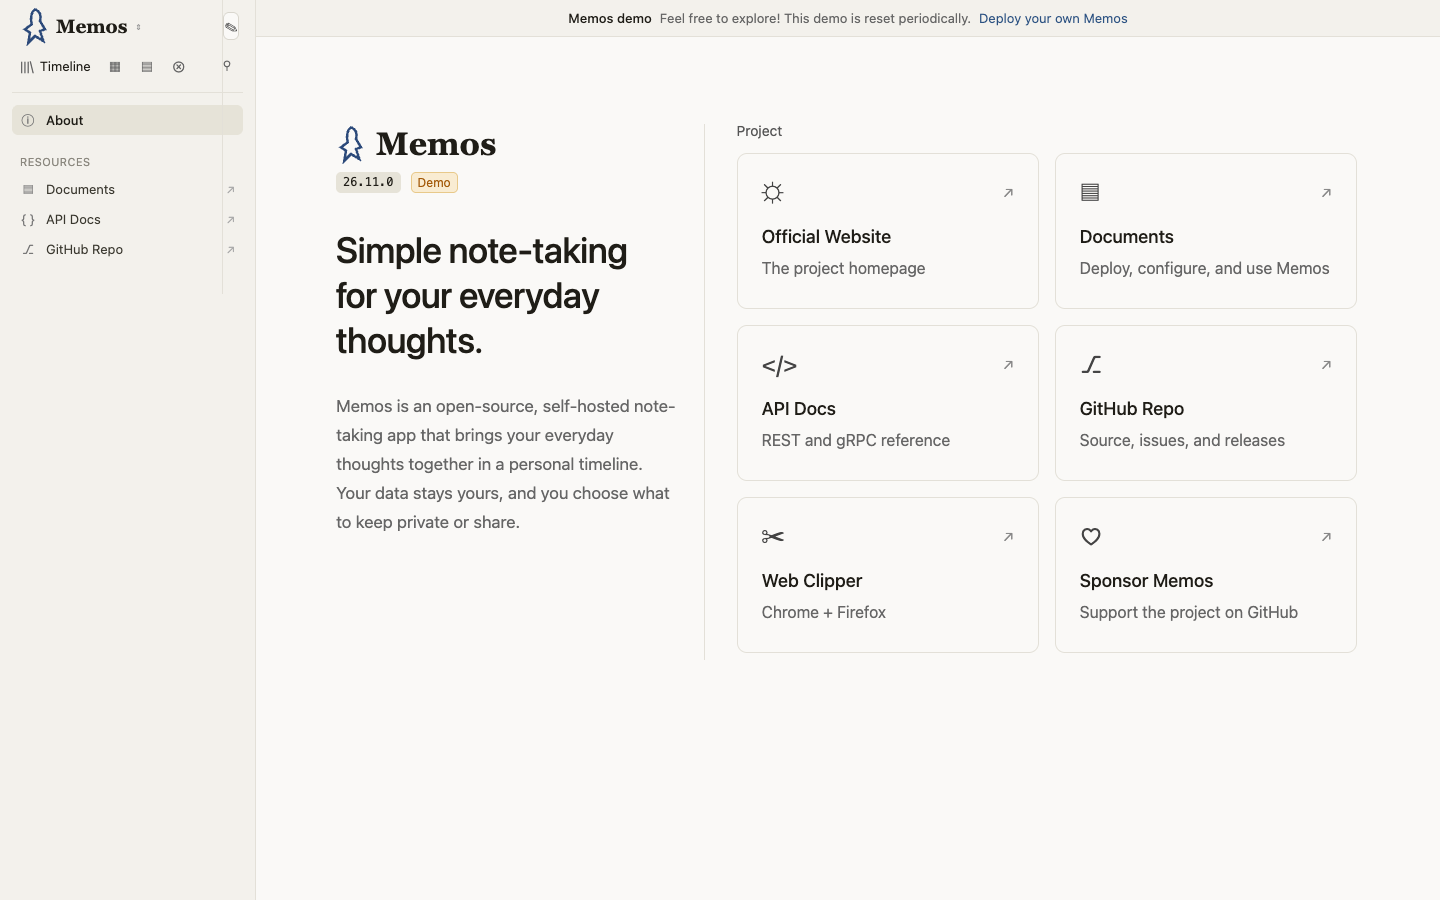 Memos
Timeline
About
RESOURCES
Documents
API Docs
GitHub Repo
Memos demo Feel free to explore! This demo is reset periodically. Deploy your own Memos
Memos
26.11.0 Demo
Simple note-taking
for your everyday
thoughts.
Memos is an open-source, self-hosted note-
taking app that brings your everyday
thoughts together in a personal timeline.
Your data stays yours, and you choose what
to keep private or share.
Project
Official Website
The project homepage
Documents
Deploy, configure, and use Memos
</>
API Docs
REST and gRPC reference
GitHub Repo
Source, issues, and releases
Web Clipper
Chrome + Firefox
Sponsor Memos
Support the project on GitHub